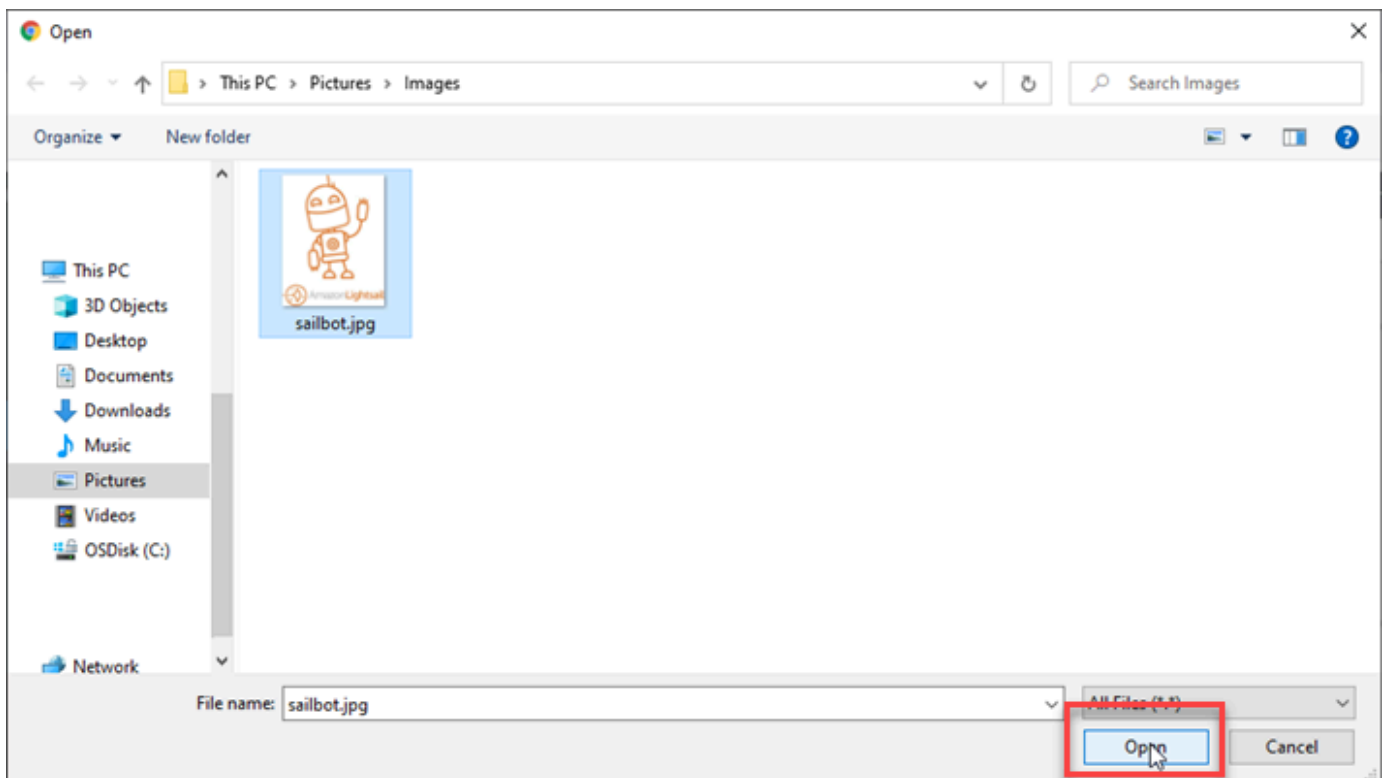 Open
This PC > Pictures > Images
Search Images
Organize
New folder
?
AmazonLightsail
sailbot.jpg
This PC
3D Objects
Desktop
Documents
Downloads
Music
Pictures
Videos
OSDisk (C:)
Network
File name: sailbot.jpg
All Files (*.*)
Open Cancel